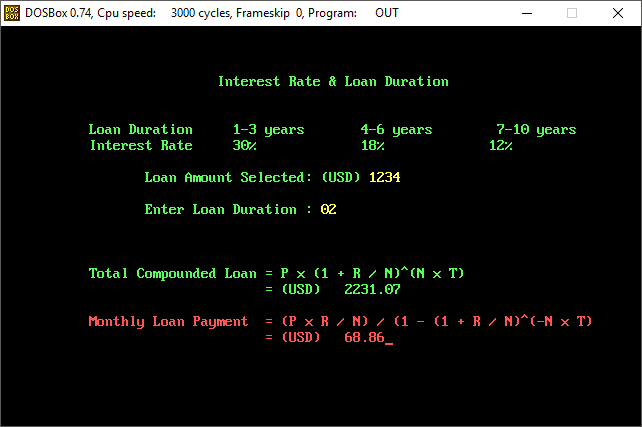 DOSBox 0.74, Cpu speed: 3000 cycles, Frameskip 0, Program: OUT
Interest Rate & Loan Duration
Loan Duration 1-3 years 4-6 years 7-10 years
Interest Rate 30% 18% 12%
Loan Amount Selected: (USD) 1234
Enter Loan Duration : 02
Total Compounded Loan = P x (1 + R / N)^(N x T)
= (USD) 2231.07
Monthly Loan Payment = (P x R / N) / (1 - (1 + R / N)^(-N x T)
= (USD) 68.86_